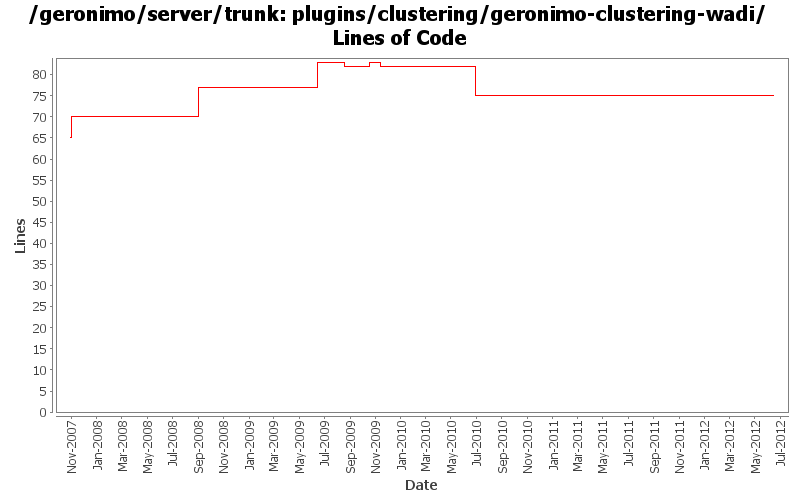 /geronimo/server/trunk: plugins/clustering/geronimo-clustering-wadi/
Lines of Code
80
75
70
65
60
55
50
45
40
35
30
25
20
15
10
5
0
Lines
Nov-2007
Jan-2008
Mar-2008
May-2008
Jul-2008
Sep-2008
Nov-2008
Jan-2009
Mar-2009
May-2009
Jul-2009
Sep-2009
Nov-2009
Jan-2010
Mar-2010
May-2010
Jul-2010
Sep-2010
Nov-2010
Jan-2011
Mar-2011
May-2011
Jul-2011
Sep-2011
Nov-2011
Jan-2012
Mar-2012
May-2012
Jul-2012
Date